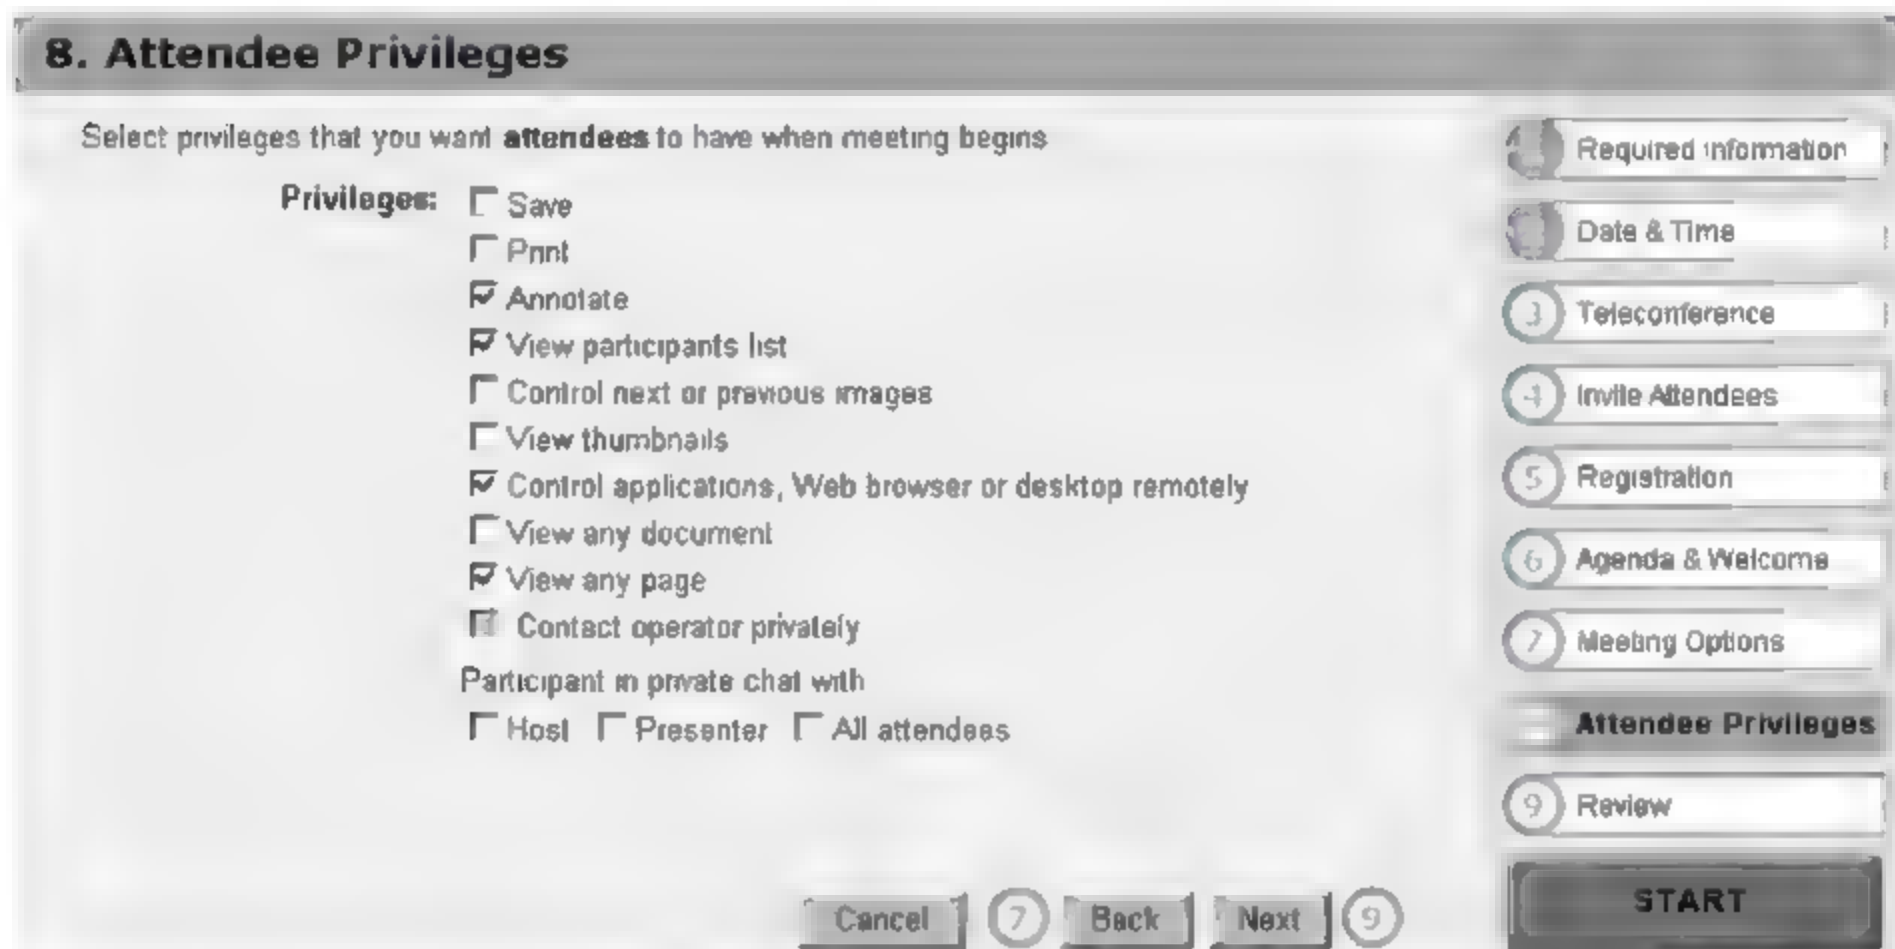 8. Attendee Privileges
Select privileges that you want attendees to have when meeting begins
Privileges:
Save
Print
Annotate
View participants list
Control next or previous images
View thumbnails
Control applications, Web browser or desktop remotely
View any document
View any page
Contact operator privately
Participant in private chat with
Host Presenter All attendees
Cancel 7 Back Next 9
Required Information
Date & Time
3 Teleconference
4 Invite Attendees
5 Registration
6 Agenda & Welcome
7 Meeting Options
Attendee Privileges
9 Review
START